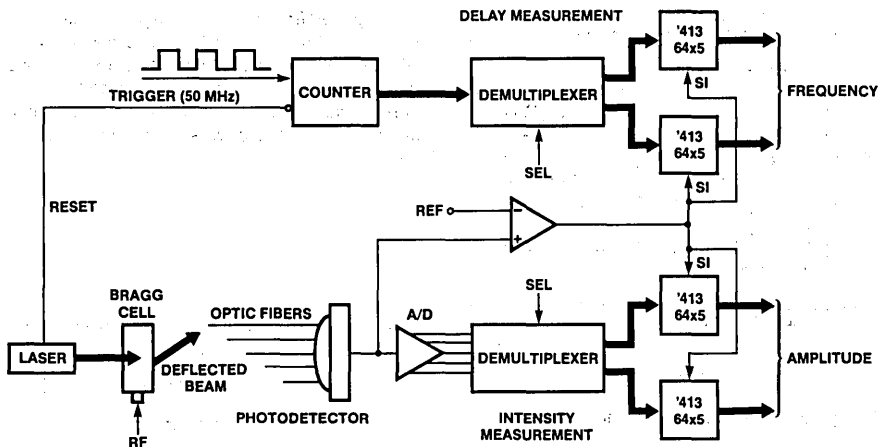 DELAY MEASUREMENT
'413
64x5
SI
TRIGGER (50 MHz)
COUNTER
DEMULTIPLEXER
FREQUENCY
'413
64x5
SEL
SI
RESET
REF
−
+
SI
BRAGG
CELL
OPTIC FIBERS
A/D
SEL
'413
64x5
LASER
DEFLECTED
BEAM
DEMULTIPLEXER
AMPLITUDE
'413
64x5
PHOTODETECTOR
INTENSITY
MEASUREMENT
RF